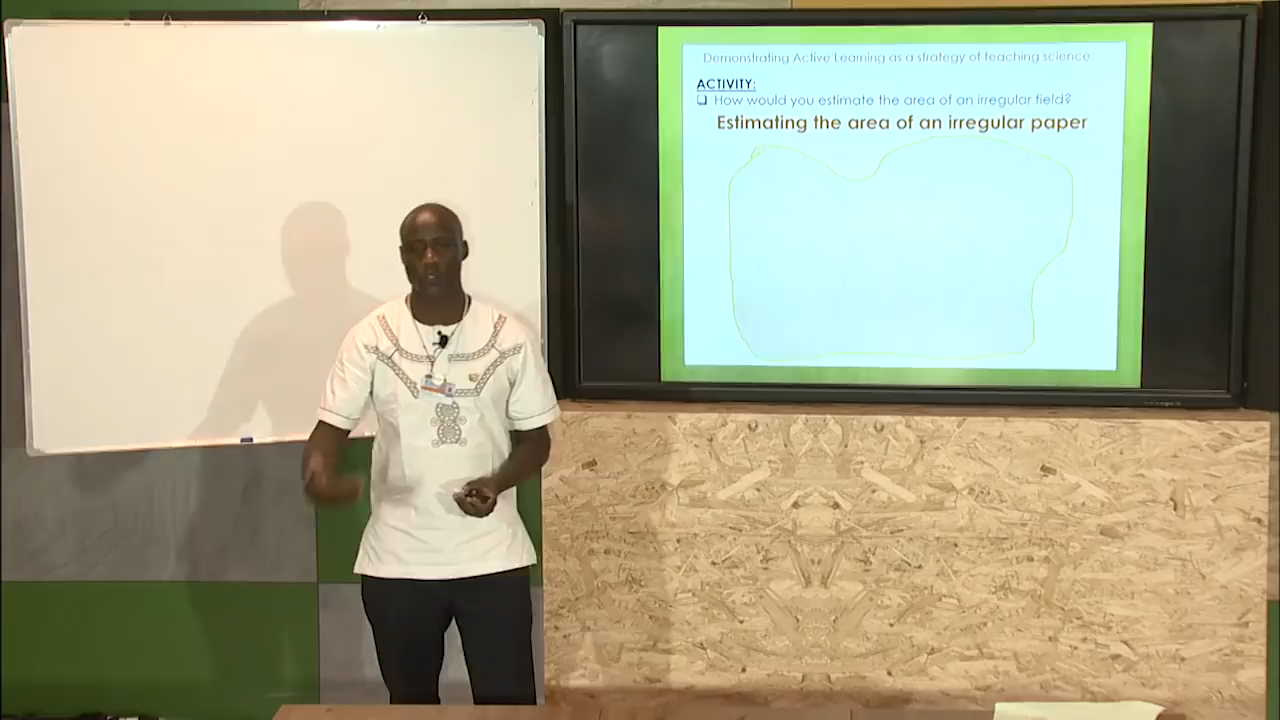 Demonstrating Active Learning as a strategy of teaching science:
ACTIVITY:
How would you estimate the area of an irregular field?
Estimating the area of an irregular paper